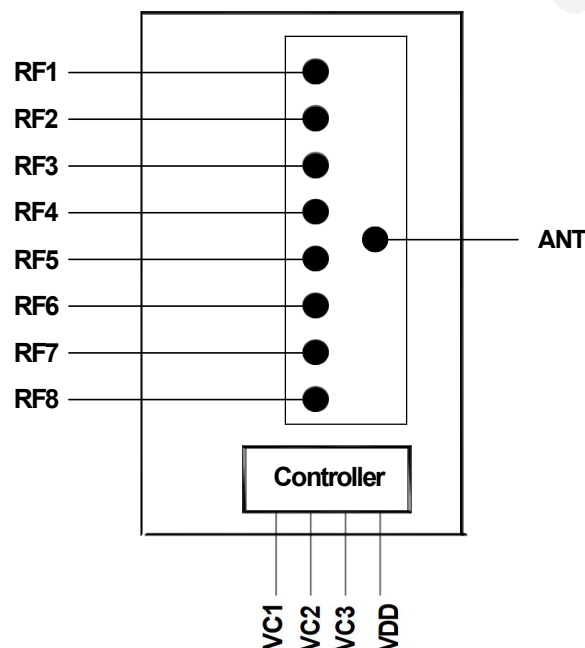 RF1
RF2
RF3
RF4
RF5
RF6
RF7
RF8
ANT
Controller
VC1
VC2
VC3
VDD